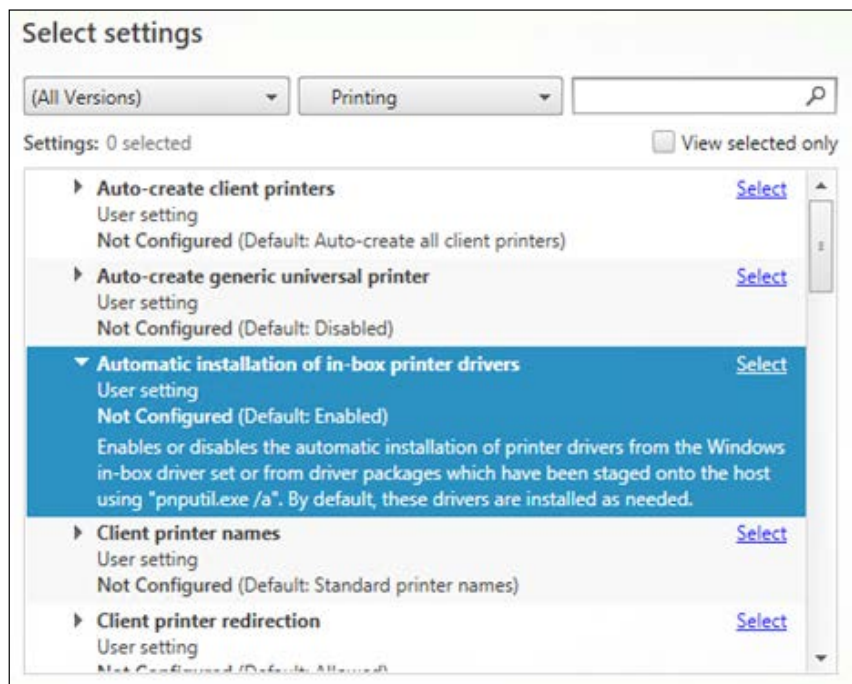 Select settings
(All Versions) Printing
Settings: 0 selected View selected only
Auto-create client printers Select
User setting
Not Configured (Default: Auto-create all client printers)
Auto-create generic universal printer Select
User setting
Not Configured (Default: Disabled)
Automatic installation of in-box printer drivers Select
User setting
Not Configured (Default: Enabled)
Enables or disables the automatic installation of printer drivers from the Windows
in-box driver set or from driver packages which have been staged onto the host
using "pnputil.exe /a". By default, these drivers are installed as needed.
Client printer names Select
User setting
Not Configured (Default: Standard printer names)
Client printer redirection Select
User setting
Not Configured (Default: Allowed)